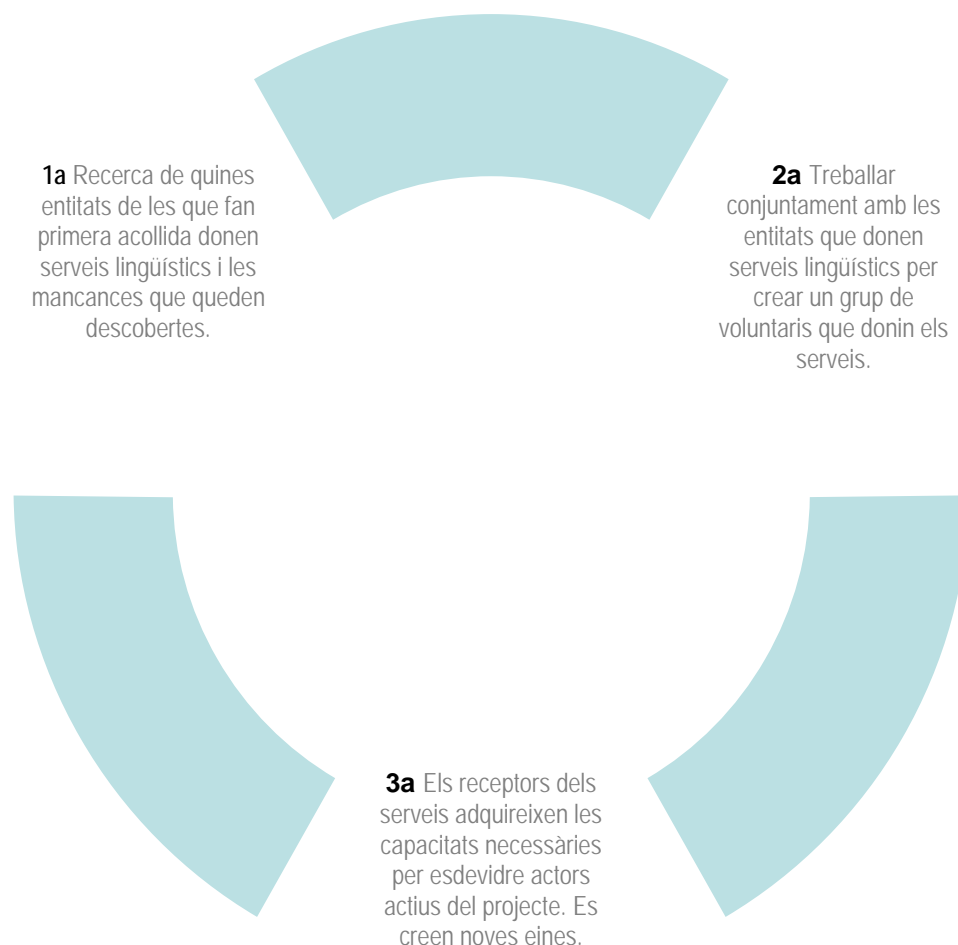 1a Recerca de quines
entitats de les que fan
primera acollida donen
serveis lingüístics i les
mancances que queden
descobertes.
2a Treballar
conjuntament amb les
entitats que donen
serveis lingüístics per
crear un grup de
voluntaris que donin els
serveis.
3a Els receptors dels
serveis adquireixen les
capacitats necessàries
per esdevidre actors
actius del projecte. Es
creen noves eines.